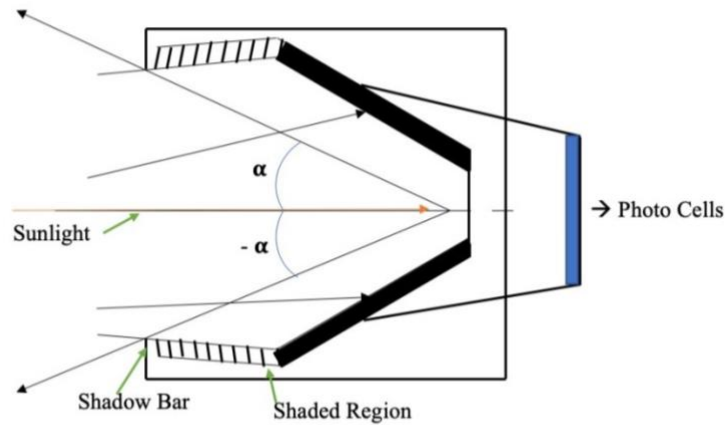 α
→ Photo Cells
Sunlight
- α
Shadow Bar
Shaded Region